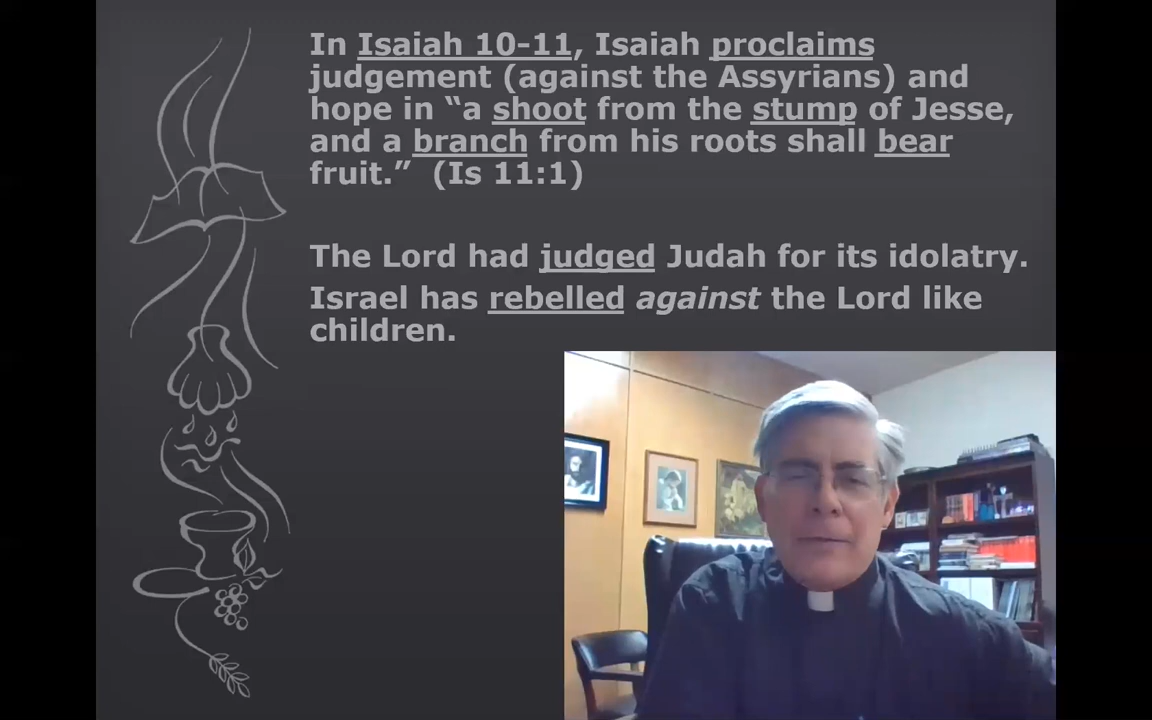 In Isaiah 10-11, Isaiah proclaims
judgement (against the Assyrians) and
hope in “a shoot from the stump of Jesse,
and a branch from his roots shall bear
fruit.” (Is 11:1)
The Lord had judged Judah for its idolatry.
Israel has rebelled against the Lord like
children.